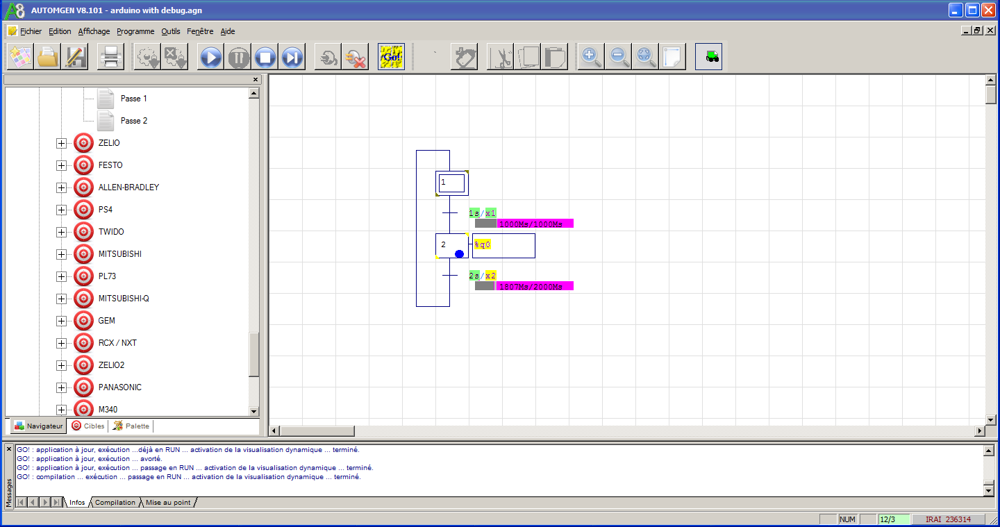 AUTOMGEN V8.101 - arduino with debug.agn
Fichier Edition Affichage Programme Outils Fenêtre Aide
Go!
Passe 1
Passe 2
ZELIO
FESTO
ALLEN-BRADLEY
PS4
TWIDO
MITSUBISHI
PL73
MITSUBISHI-Q
GEM
RCX / NXT
ZELIO2
PANASONIC
M340
Navigateur Cibles Palette
1
1s/x1
1000Ms/1000Ms
2 %q0
2s/x2
1807Ms/2000Ms
Messages
GO! : application à jour, exécution ...déjà en RUN ... activation de la visualisation dynamique ... terminé.
GO! : application à jour, exécution ... avorté.
GO! : application à jour, exécution ... passage en RUN ... activation de la visualisation dynamique ... terminé.
GO! : compilation ... exécution ... passage en RUN ... activation de la visualisation dynamique ... terminé.
Infos Compilation Mise au point
NUM 12/3 IRAI 236314